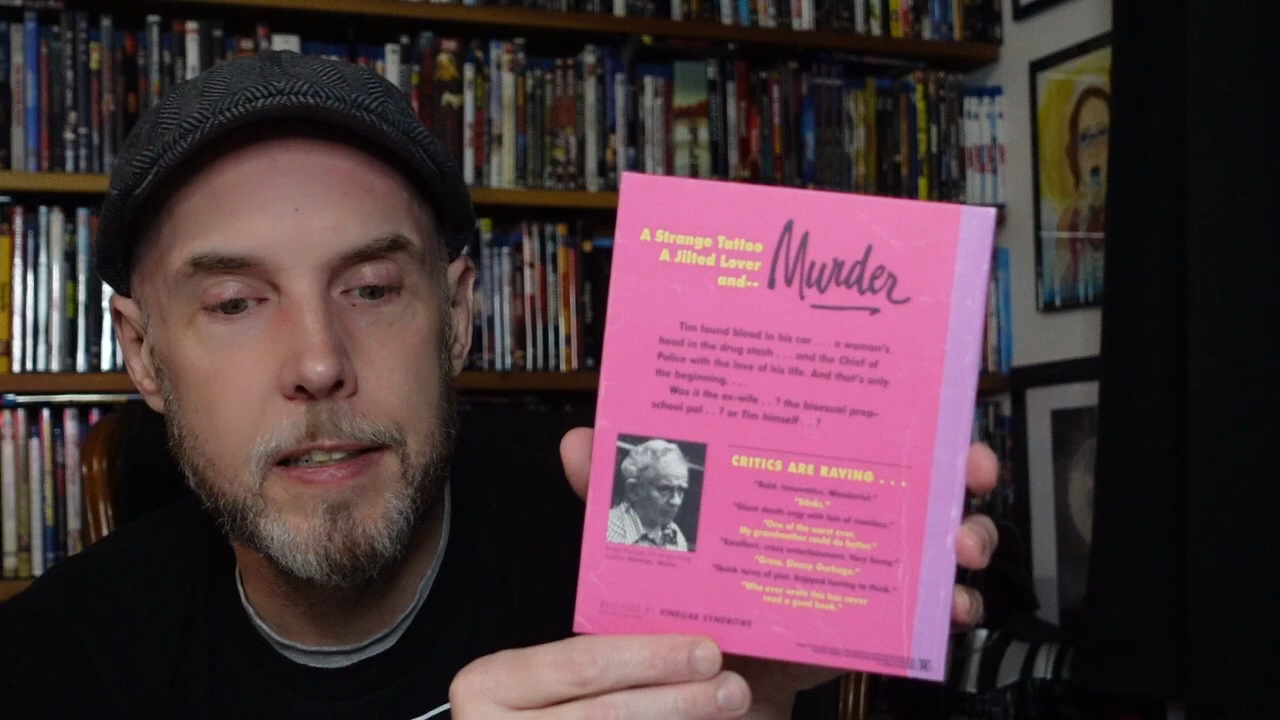 A Strange Tattoo
A Jilted Lover
and--
Murder
Tim found blood in his car . . . a woman's
head in the drug stash . . . and the Chief of
Police with the love of his life. And that's only
the beginning. . . .
Was it the ex-wife . . ? the bisexual prep-
school pal . . ? or Tim himself . . ?
CRITICS ARE RAVING . . .
"Bold. Innovative. Wonderful."
"Stinks."
"Giant death-orgy with lots of nasties."
"One of the worst ever.
My grandmother could do better."
"Excellent, crazy entertainment. Very funny."
"Gross. Sleazy. Garbage."
"Quick turns of plot. Enjoyed having to think."
"Who ever wrote this has never
read a good book."
Norman Mailer
RELEASED BY VINEGAR SYNDROME